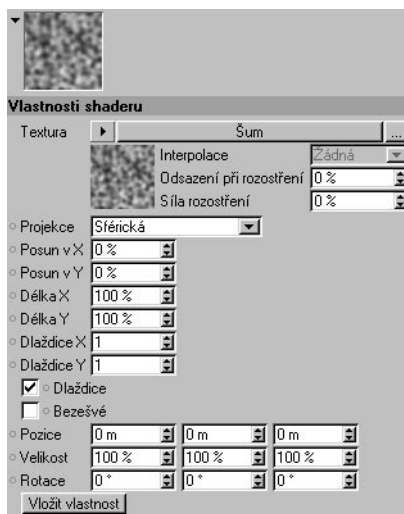 Vlastnosti shaderu
Textura Šum ...
Interpolace Žádná
Odsazení při rozostření 0 %
Síla rozostření 0 %
Projekce Sférická
Posun v X 0 %
Posun v Y 0 %
Délka X 100 %
Délka Y 100 %
Dlaždice X 1
Dlaždice Y 1
Dlaždice
Bezešvé
Pozice 0 m 0 m 0 m
Velikost 100 % 100 % 100 %
Rotace 0 ° 0 ° 0 °
Vložit vlastnost